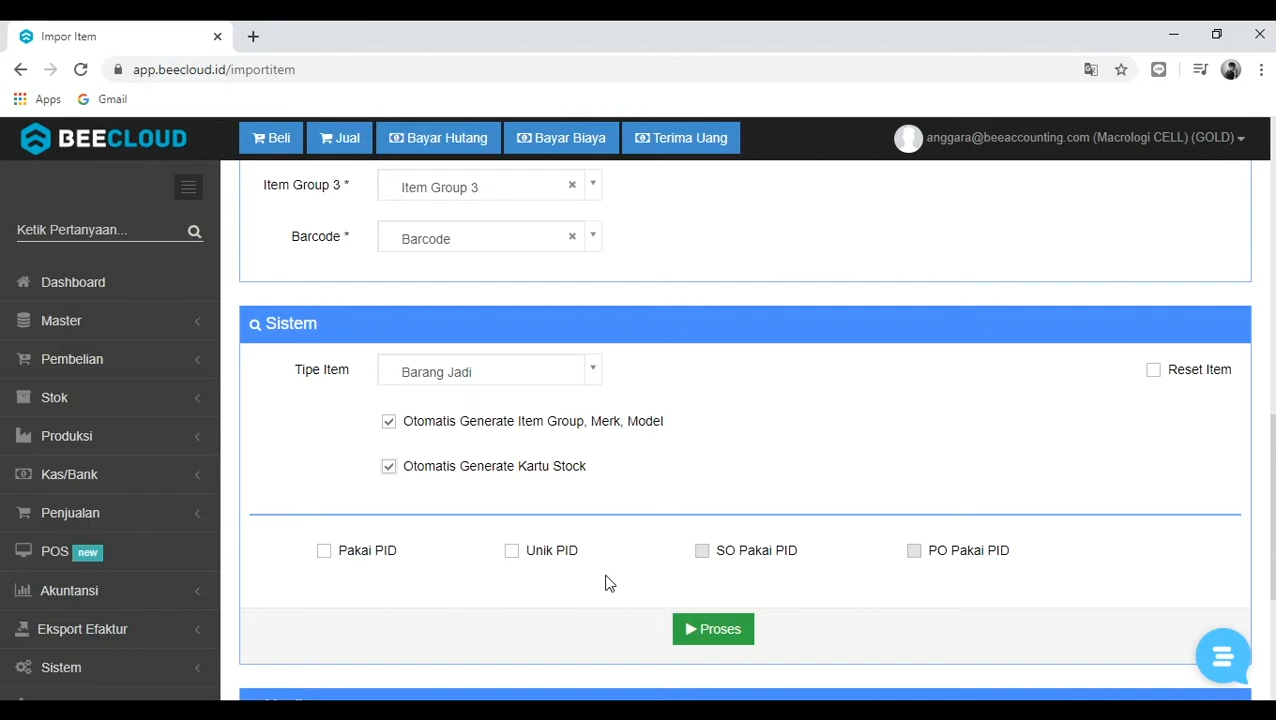 Impor Item
app.beecloud.id/importitem
Apps Gmail
BEECLOUD Beli Jual Bayar Hutang Bayar Biaya Terima Uang anggara@beeaccounting.com (Macrologi CELL) (GOLD)
Item Group 3 * Item Group 3
Ketik Pertanyaan...
Barcode * Barcode
Dashboard
Master
Sistem
Pembelian
Tipe Item Barang Jadi Reset Item
Stok
Otomatis Generate Item Group, Merk, Model
Produksi
Otomatis Generate Kartu Stock
Kas/Bank
Penjualan
POS new
Pakai PID Unik PID SO Pakai PID PO Pakai PID
Akuntansi
Eksport Efaktur
Proses
Sistem